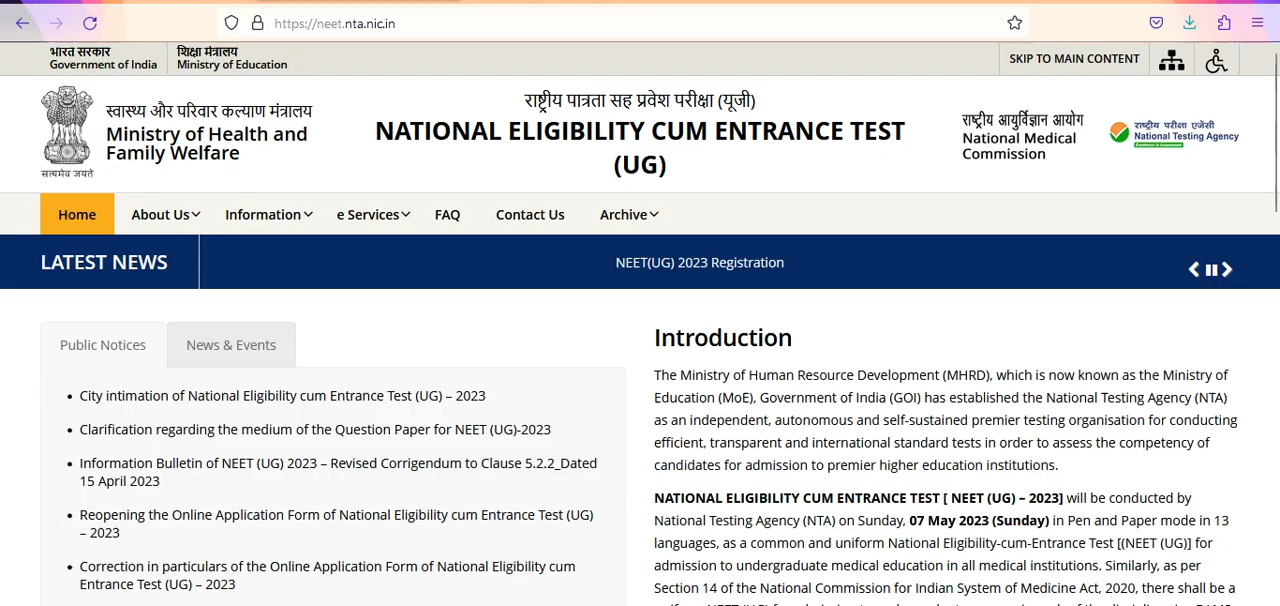 https://neet.nta.nic.in
भारत सरकार
Government of India
शिक्षा मंत्रालय
Ministry of Education
SKIP TO MAIN CONTENT
सत्यमेव जयते
स्वास्थ्य और परिवार कल्याण मंत्रालय
Ministry of Health and
Family Welfare
राष्ट्रीय पात्रता सह प्रवेश परीक्षा (यूजी)
NATIONAL ELIGIBILITY CUM ENTRANCE TEST
(UG)
राष्ट्रीय आयुर्विज्ञान आयोग
National Medical
Commission
राष्ट्रीय परीक्षा एजेंसी
National Testing Agency
Excellence in Assessment
Home
About Us
Information
e Services
FAQ
Contact Us
Archive
LATEST NEWS
NEET(UG) 2023 Registration
Public Notices
News & Events
City intimation of National Eligibility cum Entrance Test (UG) – 2023
Clarification regarding the medium of the Question Paper for NEET (UG)-2023
Information Bulletin of NEET (UG) 2023 – Revised Corrigendum to Clause 5.2.2_Dated
15 April 2023
Reopening the Online Application Form of National Eligibility cum Entrance Test (UG)
– 2023
Correction in particulars of the Online Application Form of National Eligibility cum
Entrance Test (UG) – 2023
Introduction
The Ministry of Human Resource Development (MHRD), which is now known as the Ministry of
Education (MoE), Government of India (GOI) has established the National Testing Agency (NTA)
as an independent, autonomous and self-sustained premier testing organisation for conducting
efficient, transparent and international standard tests in order to assess the competency of
candidates for admission to premier higher education institutions.
NATIONAL ELIGIBILITY CUM ENTRANCE TEST [ NEET (UG) – 2023] will be conducted by
National Testing Agency (NTA) on Sunday, 07 May 2023 (Sunday) in Pen and Paper mode in 13
languages, as a common and uniform National Eligibility-cum-Entrance Test [(NEET (UG)] for
admission to undergraduate medical education in all medical institutions. Similarly, as per
Section 14 of the National Commission for Indian System of Medicine Act, 2020, there shall be a